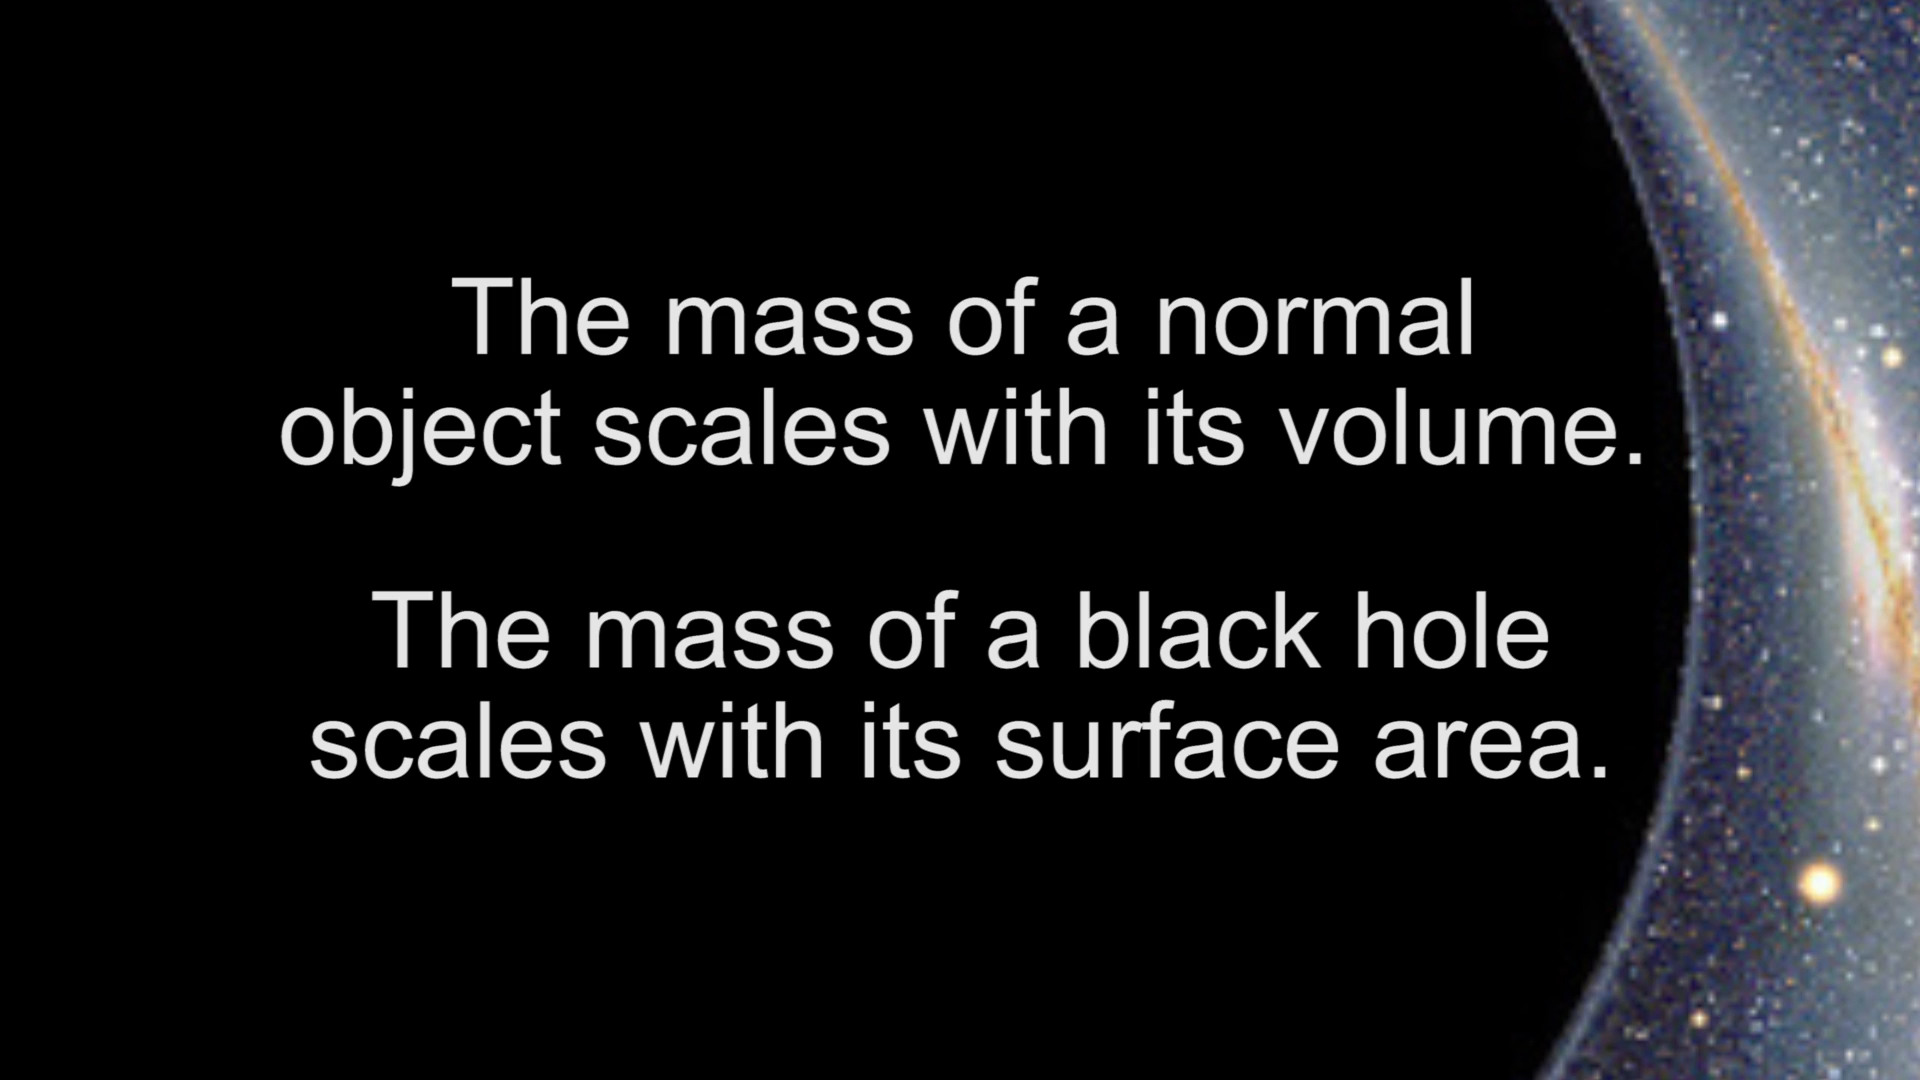 The mass of a normal
object scales with its volume.
The mass of a black hole
scales with its surface area.